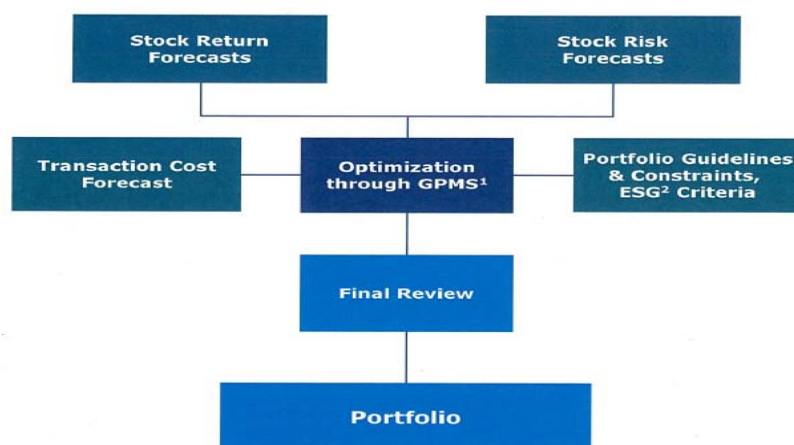 Stock Return
Forecasts
Stock Risk
Forecasts
Transaction Cost
Forecast
Optimization
through GPMS¹
Portfolio Guidelines
& Constraints,
ESG² Criteria
Final Review
Portfolio